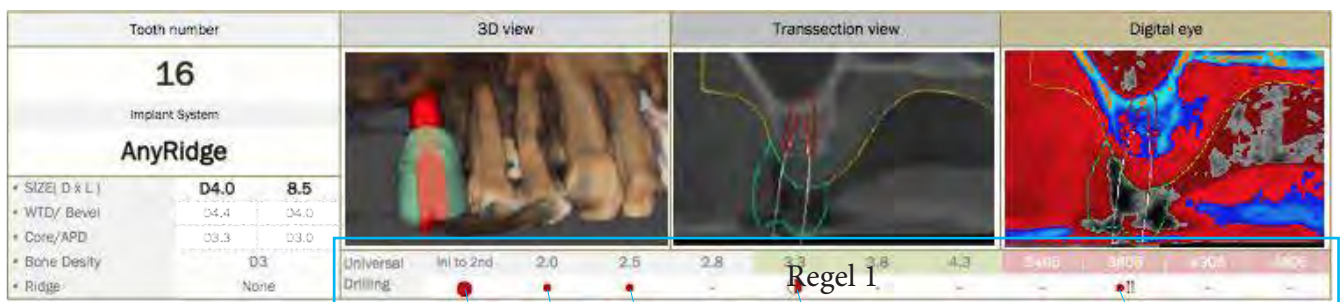 Tooth number 3D view Transsection view Digital eye
16
Implant System
AnyRidge
• SIZE( D x L ) D4.0 8.5
• WTD/ Bevel D4.4 D4.0
• Core/APD D3.3 D3.0
• Bone Desity D3 Universal Ini to 2nd 2.0 2.5 2.8 3.3 3.8 4.3
• Ridge None Drilling - - - - - - !!
Regel 1